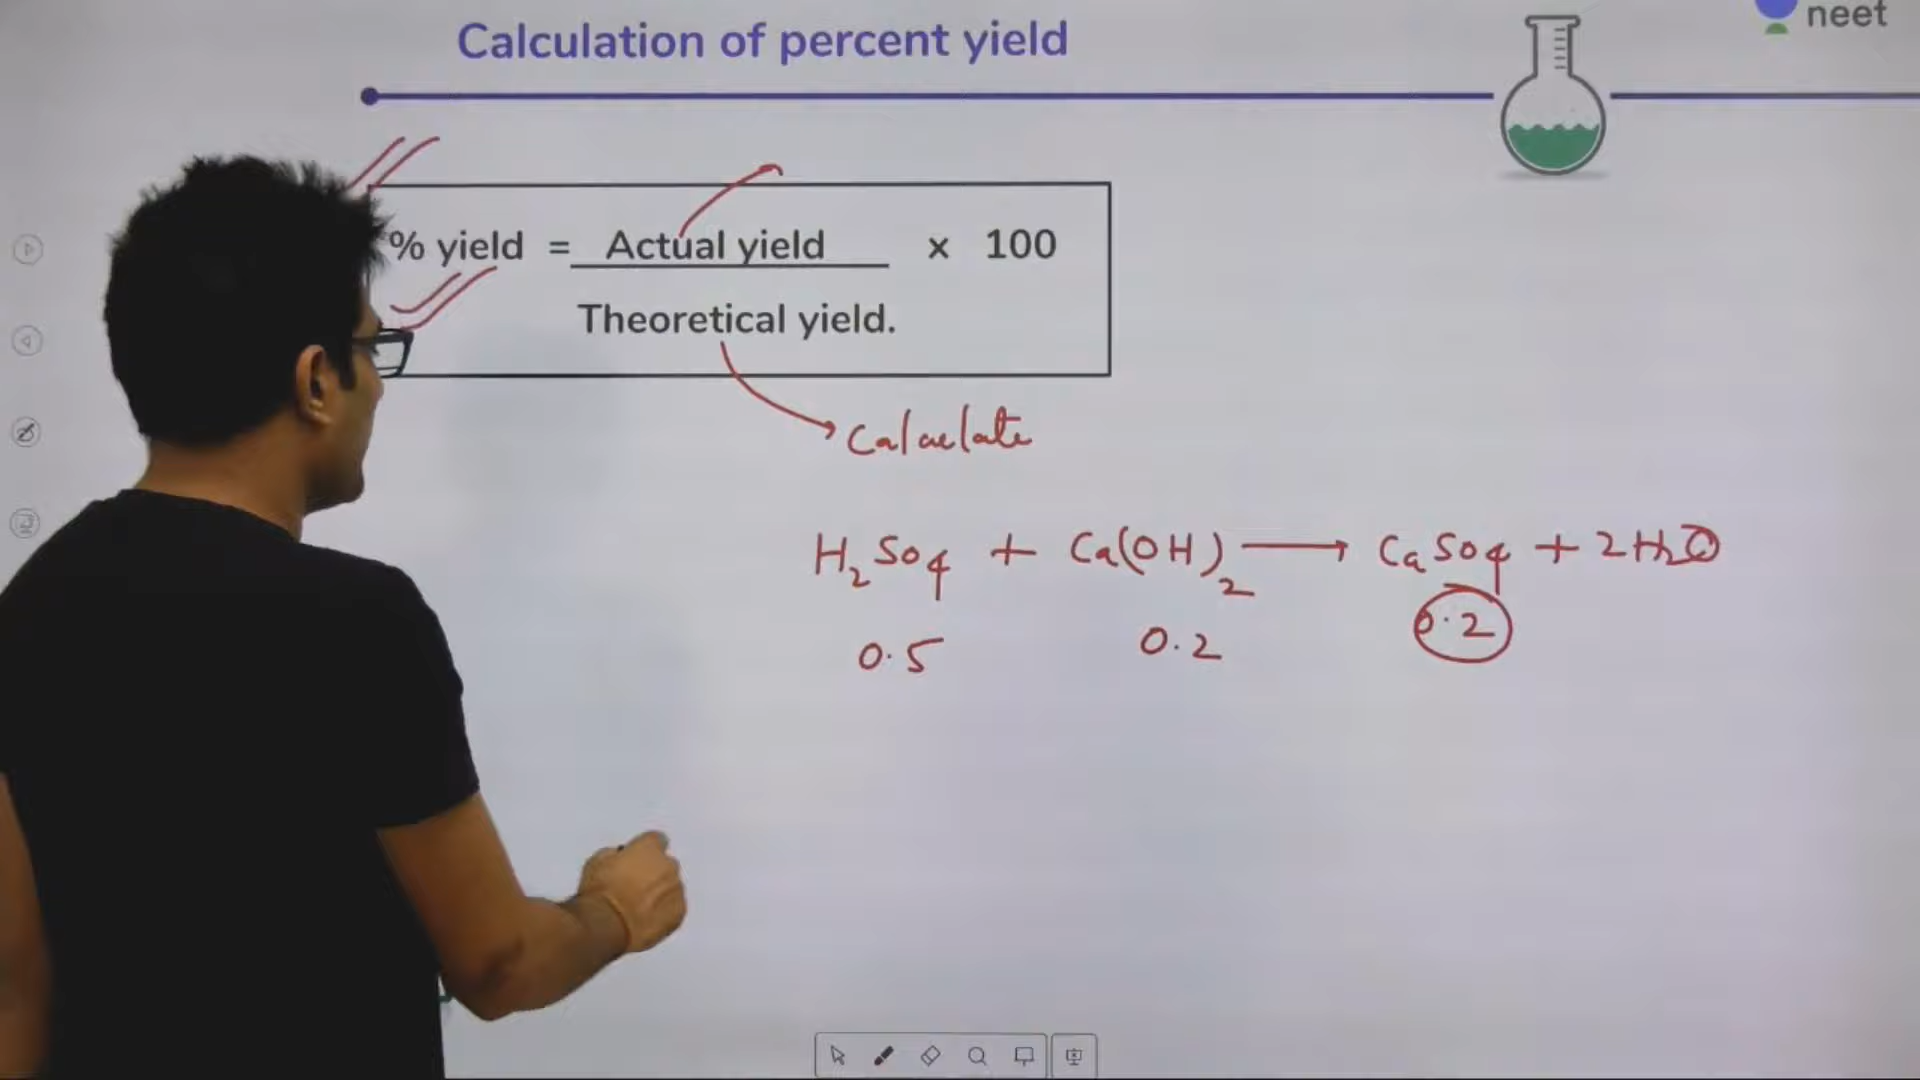 Calculation of percent yield
neet
% yield = Actual yield x 100
Theoretical yield.
Calculate
H₂SO₄ + Ca(OH)₂ ⟶ CaSO₄ + 2H₂O
0.5 0.2 0.2